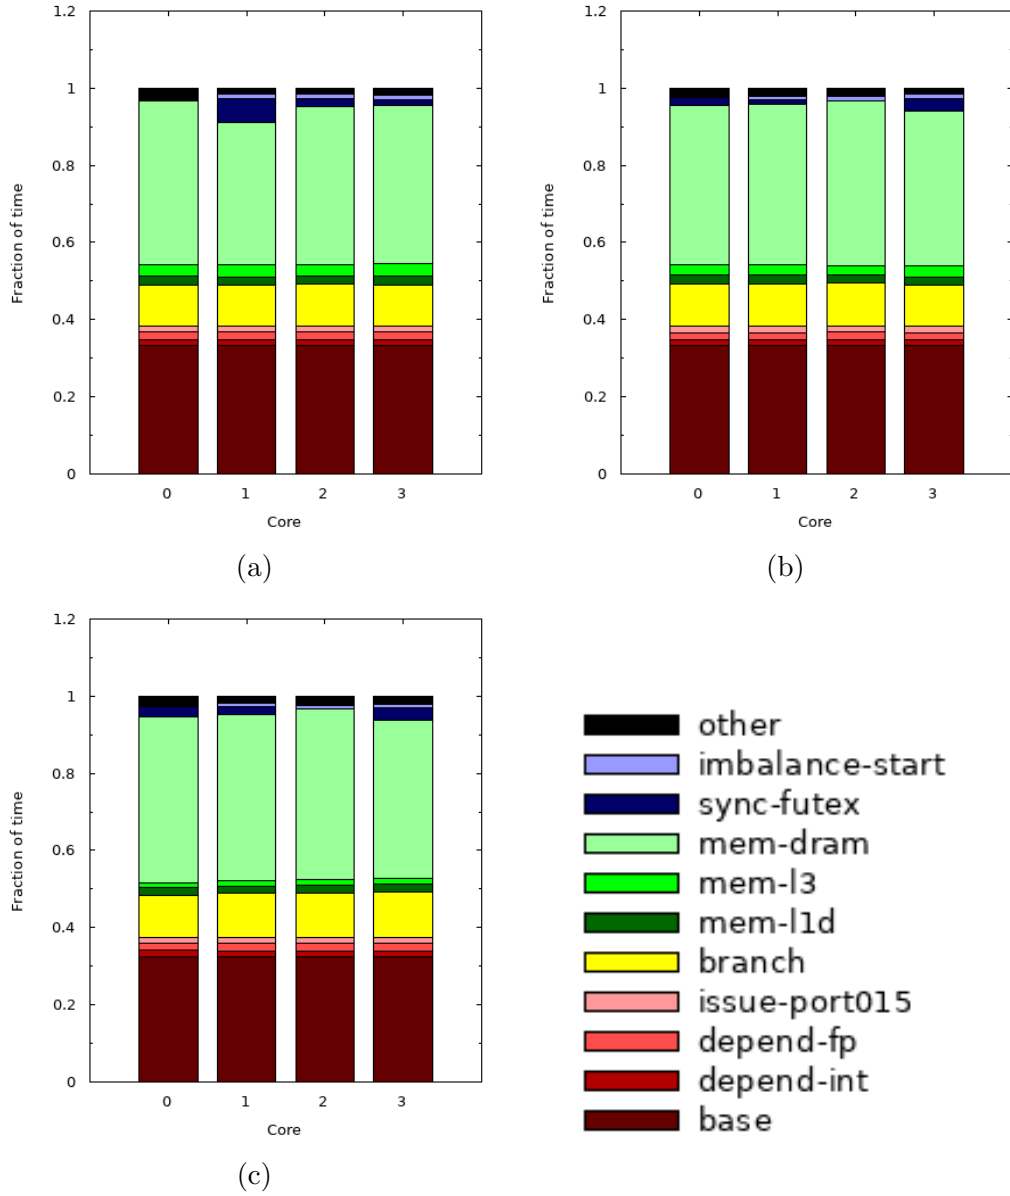 1.2
1
0.8
0.6
0.4
0.2
0
Fraction of time
0 1 2 3
Core
(a)
1.2
1
0.8
0.6
0.4
0.2
0
Fraction of time
0 1 2 3
Core
(b)
1.2
1
0.8
0.6
0.4
0.2
0
Fraction of time
0 1 2 3
Core
(c)
other
imbalance-start
sync-futex
mem-dram
mem-l3
mem-l1d
branch
issue-port015
depend-fp
depend-int
base